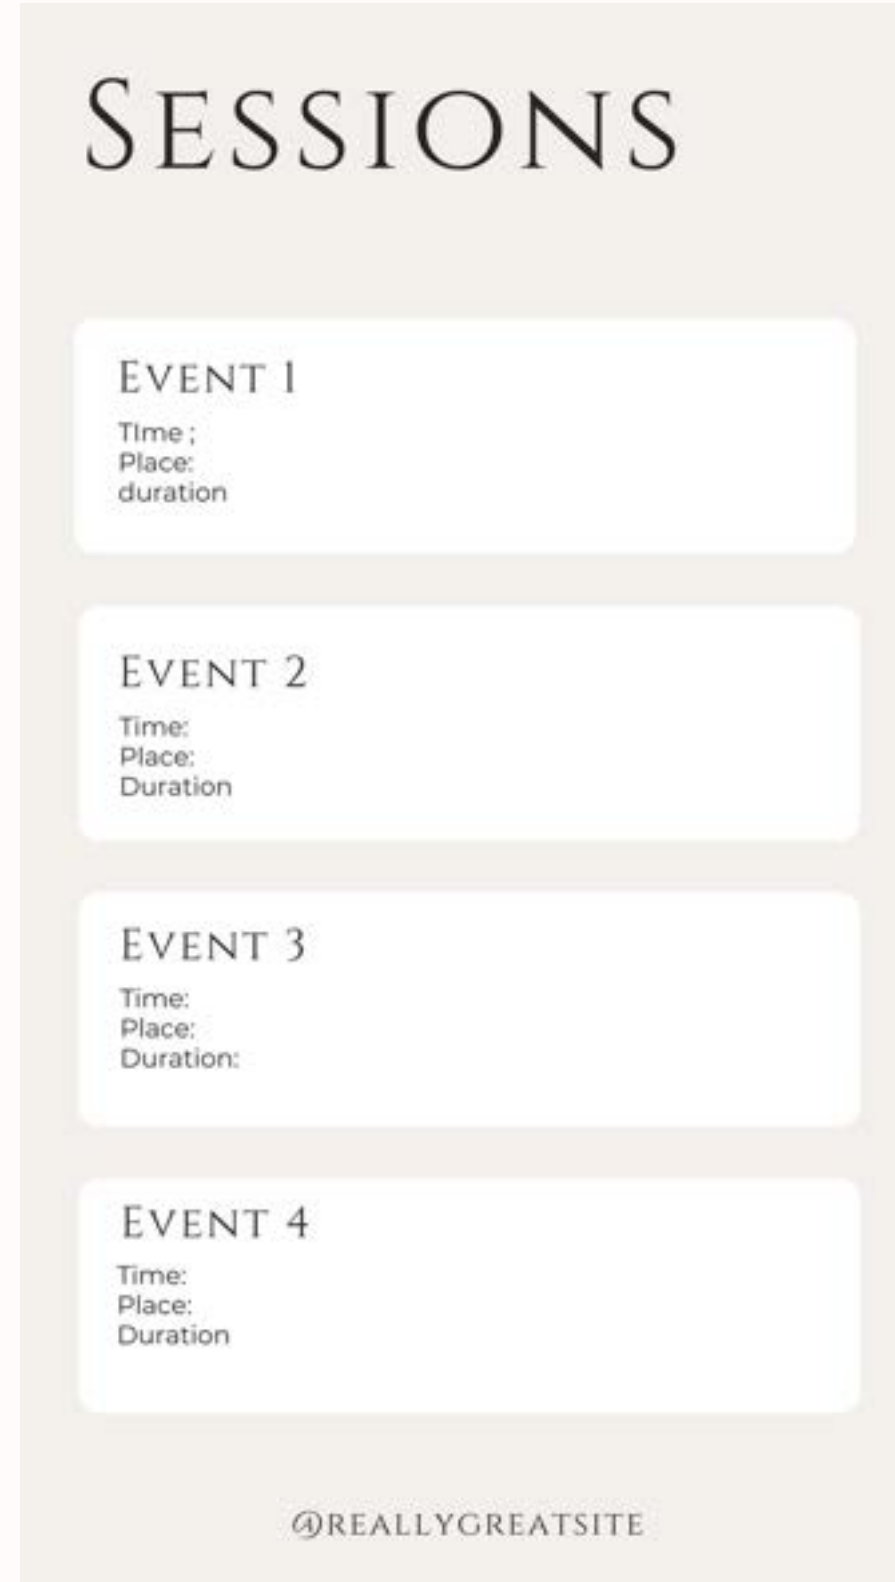 Sessions
Event 1
TIme ;
Place:
duration
Event 2
Time:
Place:
Duration
Event 3
Time:
Place:
Duration:
Event 4
Time:
Place:
Duration
@REALLYGREATSITE